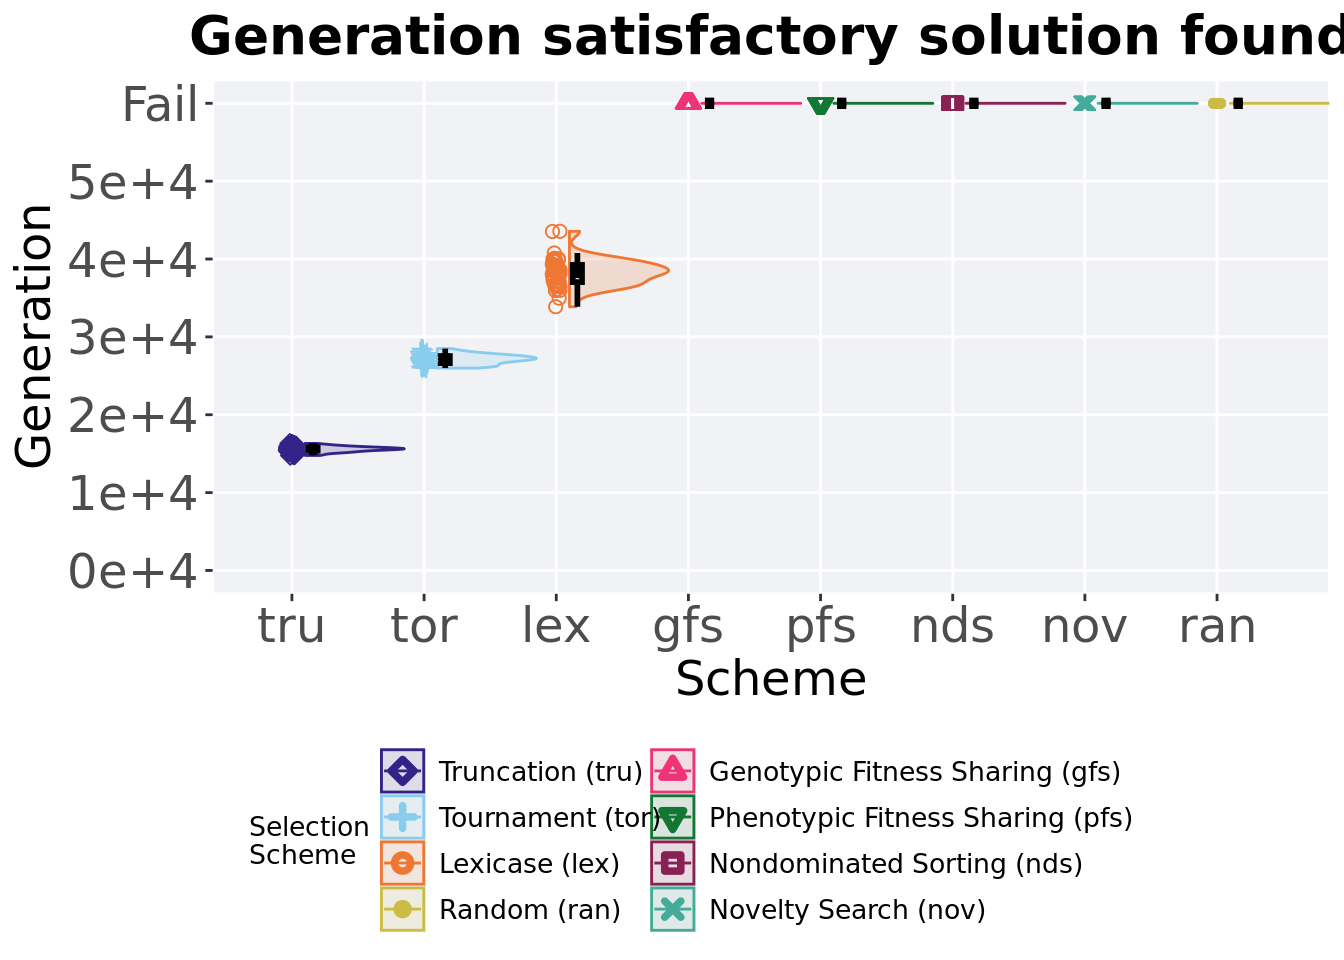 Generation satisfactory solution found
Generation
Fail
5e+4
4e+4
3e+4
2e+4
1e+4
0e+4
tru tor lex gfs pfs nds nov ran
Scheme
Selection
Scheme
Truncation (tru)
Tournament (tor)
Lexicase (lex)
Random (ran)
Genotypic Fitness Sharing (gfs)
Phenotypic Fitness Sharing (pfs)
Nondominated Sorting (nds)
Novelty Search (nov)